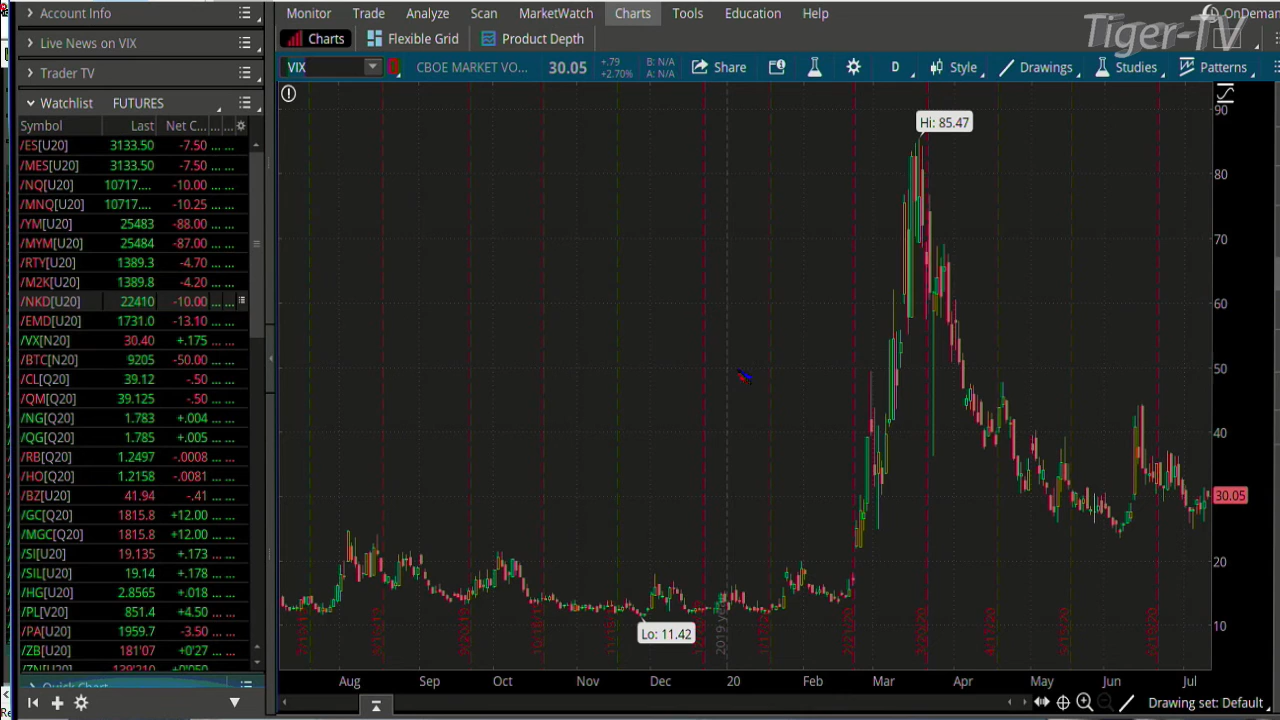 Account Info
Monitor Trade Analyze Scan MarketWatch Charts Tools Education Help OnDeman
Tiger-TV
Live News on VIX
Charts Flexible Grid Product Depth
Trader TV
VIX CBOE MARKET VO... 30.05 +.79 +2.70% B: N/A A: N/A Share D Style Drawings Studies Patterns
Watchlist FUTURES
Symbol Last Net C... ... ...
/ES[U20] 3133.50 -7.50 ... ...
/MES[U20] 3133.50 -7.50 ... ...
/NQ[U20] 10717.... -10.00 ... ...
/MNQ[U20] 10717.... -10.25 ... ...
/YM[U20] 25483 -88.00 ... ...
/MYM[U20] 25484 -87.00 ... ...
/RTY[U20] 1389.3 -4.70 ... ...
/M2K[U20] 1389.8 -4.20 ... ...
/NKD[U20] 22410 -10.00 ... ...
/EMD[U20] 1731.0 -13.10 ... ...
/VX[N20] 30.40 +.175 ... ...
/BTC[N20] 9205 -50.00 ... ...
/CL[Q20] 39.12 -.50 ... ...
/QM[Q20] 39.125 -.50 ... ...
/NG[Q20] 1.783 +.004 ... ...
/QG[Q20] 1.785 +.005 ... ...
/RB[Q20] 1.2497 -.0008 ... ...
/HO[Q20] 1.2158 -.0081 ... ...
/BZ[U20] 41.94 -.41 ... ...
/GC[Q20] 1815.8 +12.00 ... ...
/MGC[Q20] 1815.8 +12.00 ... ...
/SI[U20] 19.135 +.173 ... ...
/SIL[U20] 19.14 +.178 ... ...
/HG[U20] 2.8565 +.018 ... ...
/PL[V20] 851.4 +4.50 ... ...
/PA[U20] 1959.7 -3.50 ... ...
/ZB[U20] 181'07 +0'27 ... ...
/ZN[U20] 139'210 +0'050
Quick Chart
Hi: 85.47
90
80
70
60
50
40
30.05
20
10
Lo: 11.42
2019 year
Aug Sep Oct Nov Dec 20 Feb Mar Apr May Jun Jul
Drawing set: Default